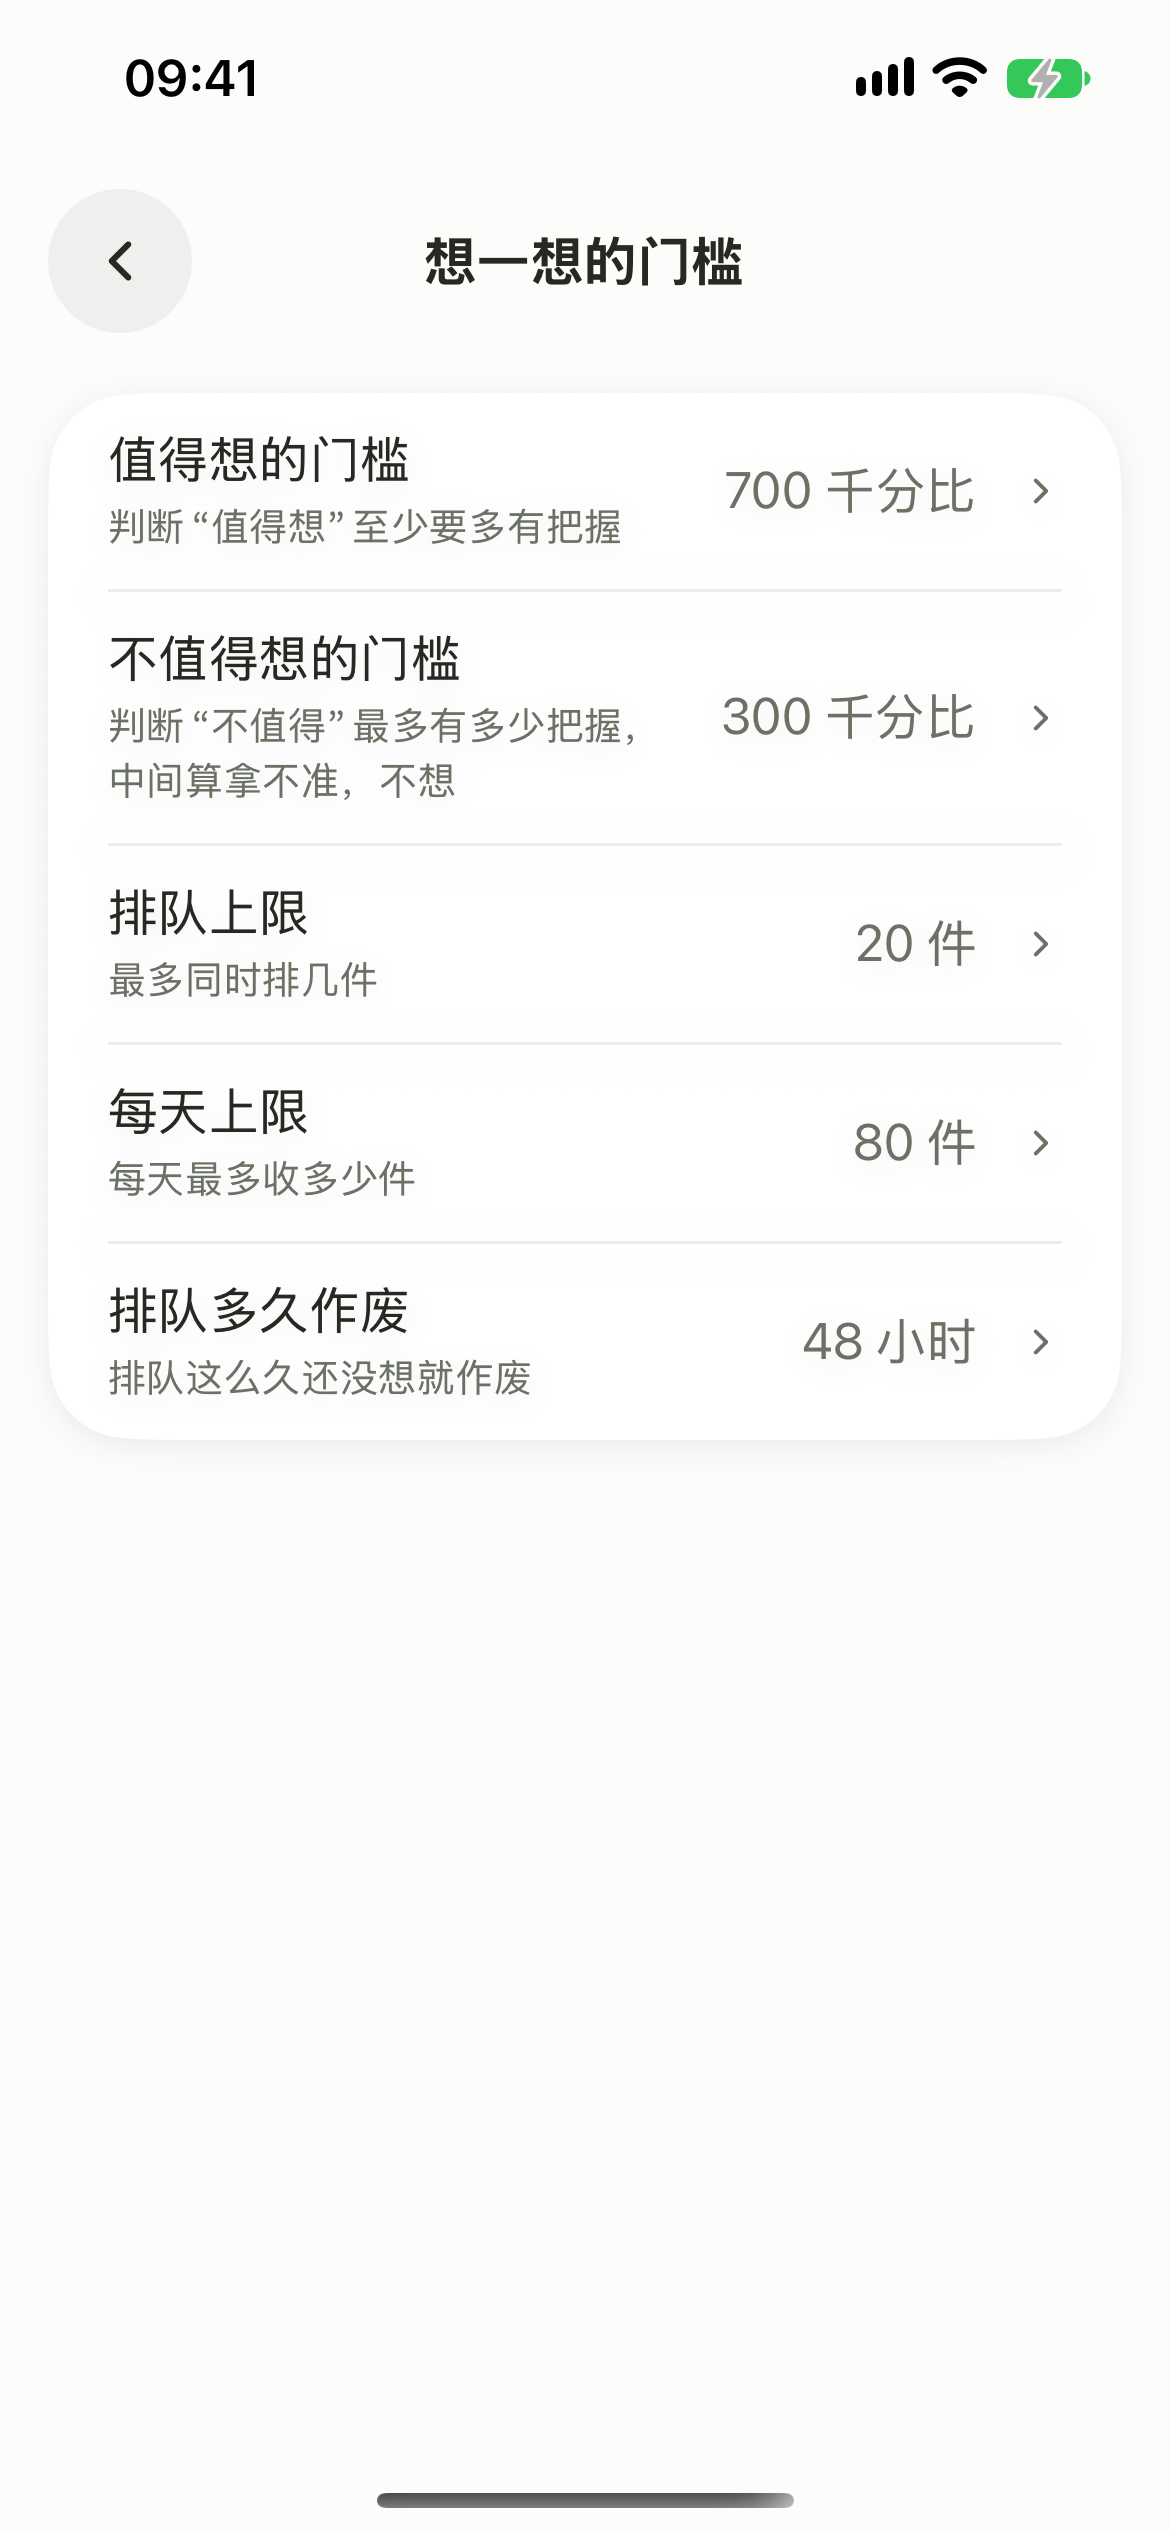 09:41
想一想的门槛
值得想的门槛
判断“值得想”至少要多有把握
700 千分比
不值得想的门槛
判断“不值得”最多有多少把握，
中间算拿不准，不想
300 千分比
排队上限
最多同时排几件
20 件
每天上限
每天最多收多少件
80 件
排队多久作废
排队这么久还没想就作废
48 小时